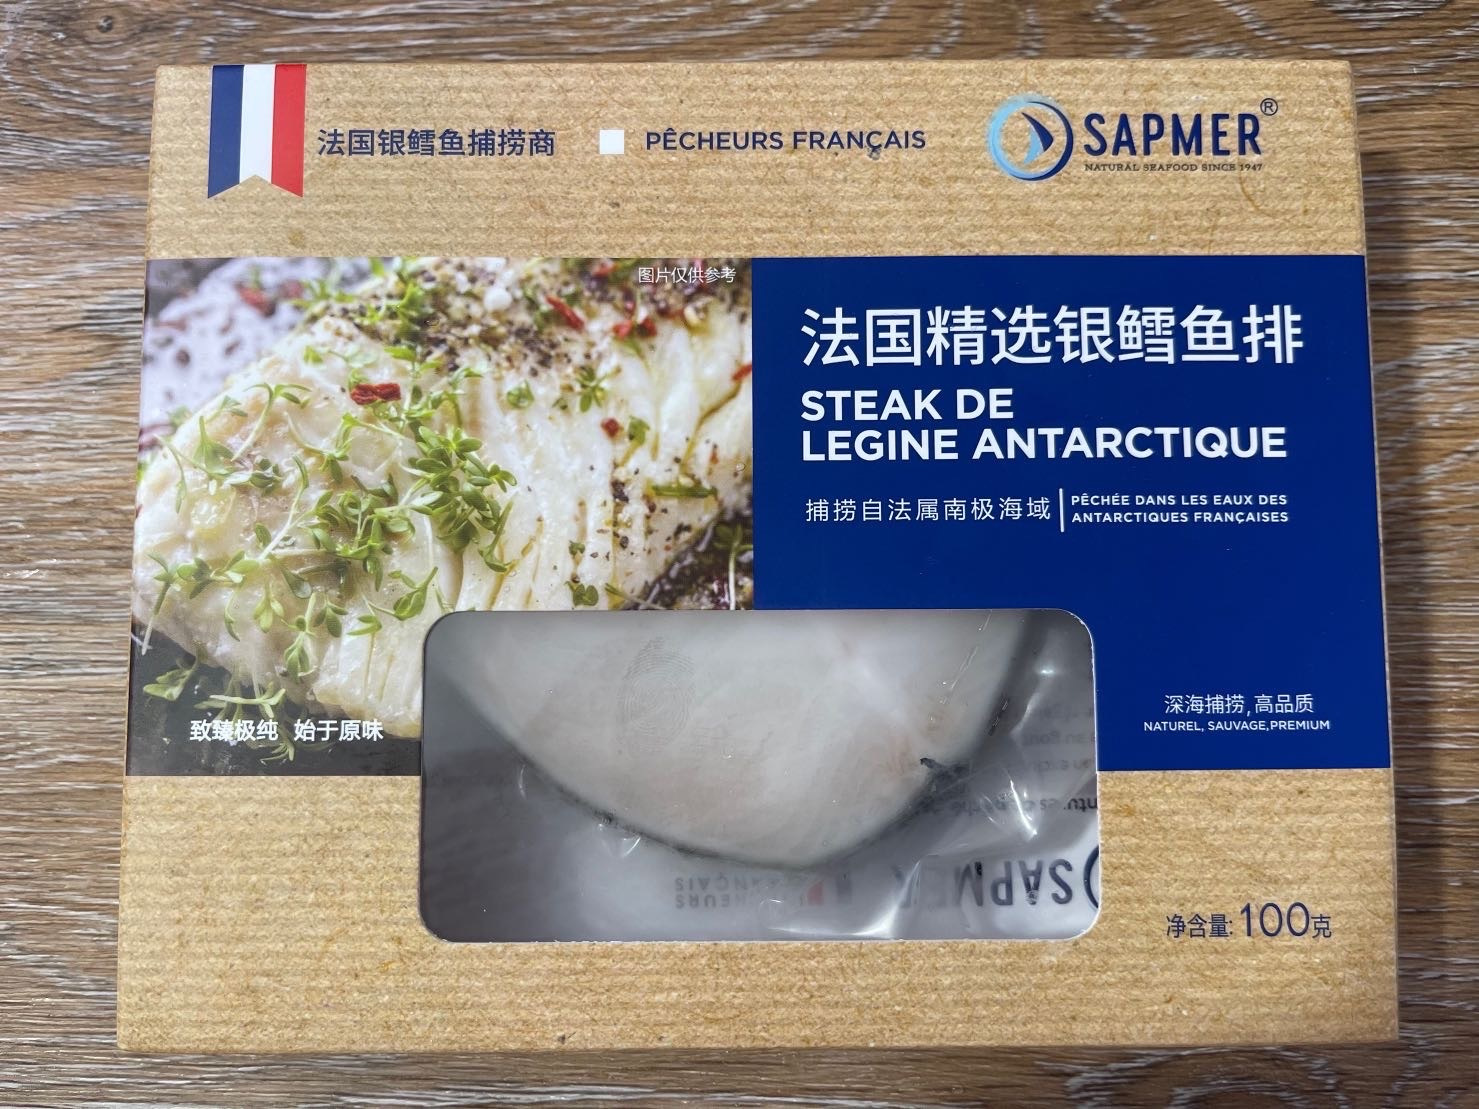 法国银鳕鱼捕捞商
PÊCHEURS FRANÇAIS
SAPMER®
NATURAL SEAFOOD SINCE 1947
图片仅供参考
法国精选银鳕鱼排
STEAK DE
LEGINE ANTARCTIQUE
捕捞自法属南极海域
PÊCHÉE DANS LES EAUX DES
ANTARCTIQUES FRANÇAISES
深海捕捞,高品质
NATUREL, SAUVAGE,PREMIUM
致臻极纯 始于原味
SAPMER
净含量:100克